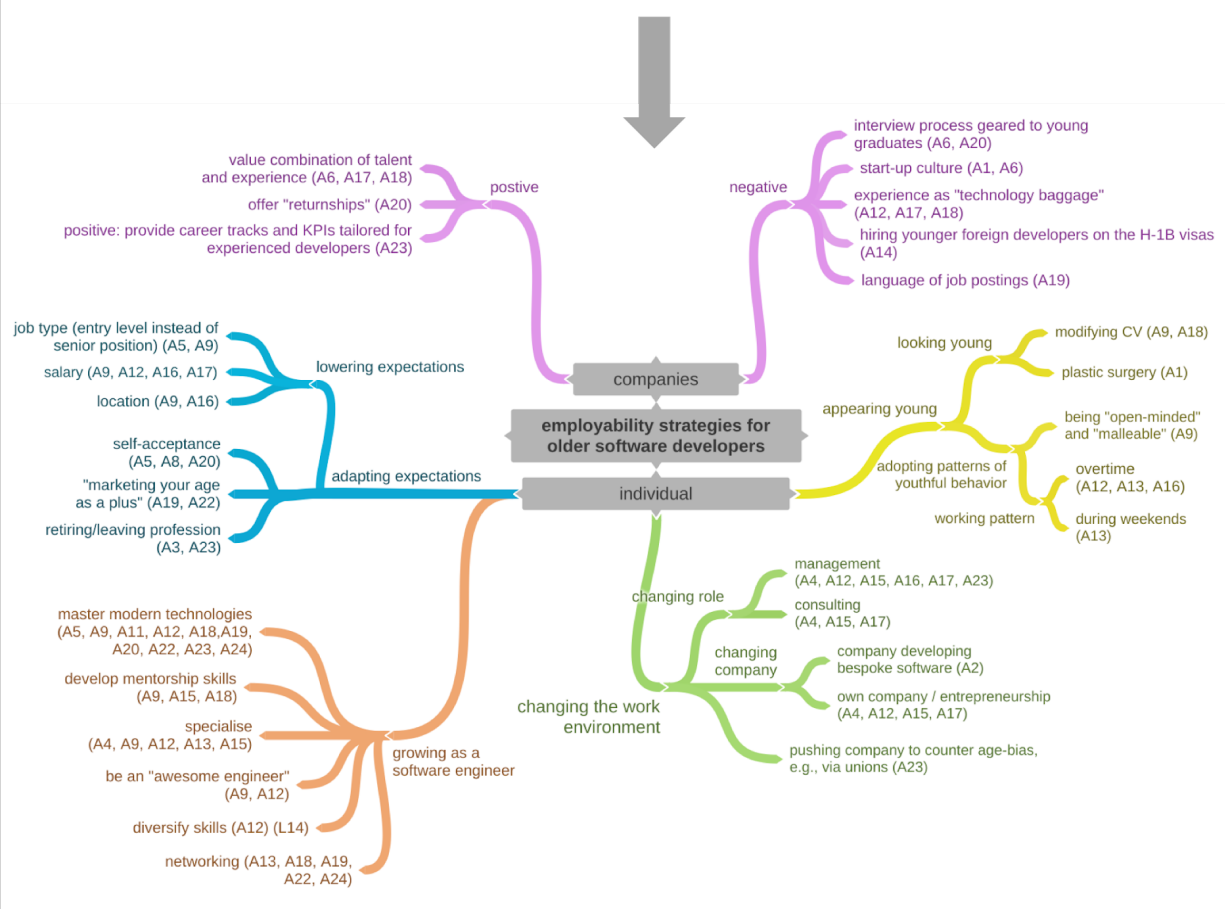 value combination of talent
and experience (A6, A17, A18)
offer "returnships" (A20)
positive: provide career tracks and KPIs tailored for
experienced developers (A23)
postive
negative
interview process geared to young
graduates (A6, A20)
start-up culture (A1, A6)
experience as "technology baggage"
(A12, A17, A18)
hiring younger foreign developers on the H-1B visas
(A14)
language of job postings (A19)
companies
employability strategies for
older software developers
individual
job type (entry level instead of
senior position) (A5, A9)
salary (A9, A12, A16, A17)
location (A9, A16)
lowering expectations
self-acceptance
(A5, A8, A20)
"marketing your age
as a plus" (A19, A22)
retiring/leaving profession
(A3, A23)
adapting expectations
looking young
modifying CV (A9, A18)
plastic surgery (A1)
appearing young
being "open-minded"
and "malleable" (A9)
adopting patterns of
youthful behavior
overtime
(A12, A13, A16)
working pattern
during weekends
(A13)
master modern technologies
(A5, A9, A11, A12, A18,A19,
A20, A22, A23, A24)
develop mentorship skills
(A9, A15, A18)
specialise
(A4, A9, A12, A13, A15)
be an "awesome engineer"
(A9, A12)
diversify skills (A12) (L14)
networking (A13, A18, A19,
A22, A24)
growing as a
software engineer
changing role
management
(A4, A12, A15, A16, A17, A23)
consulting
(A4, A15, A17)
changing
company
company developing
bespoke software (A2)
own company / entrepreneurship
(A4, A12, A15, A17)
changing the work
environment
pushing company to counter age-bias,
e.g., via unions (A23)